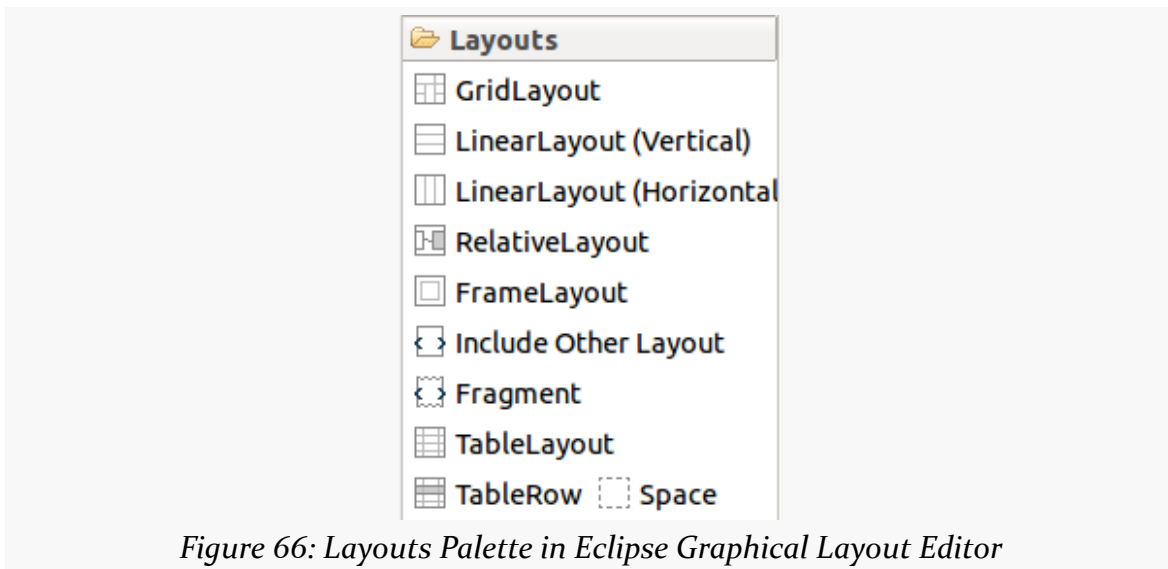 Layouts
GridLayout
LinearLayout (Vertical)
LinearLayout (Horizontal
RelativeLayout
FrameLayout
Include Other Layout
Fragment
TableLayout
TableRow Space
Figure 66: Layouts Palette in Eclipse Graphical Layout Editor